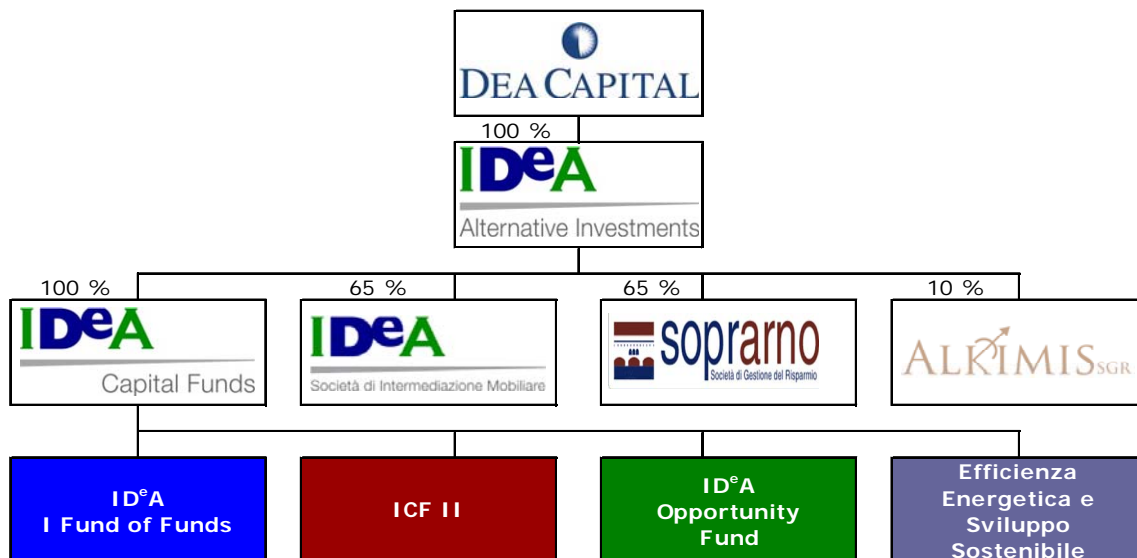 DEA CAPITAL
100 %
IDeA
Alternative Investments
100 %
65 %
65 %
10 %
IDeA
Capital Funds
IDeA
Società di Intermediazione Mobiliare
soprarno
Società di Gestione del Risparmio
ALKIMIS SGR
IDeA
I Fund of Funds
ICF II
IDeA
Opportunity
Fund
Efficienza
Energetica e
Sviluppo
Sostenibile